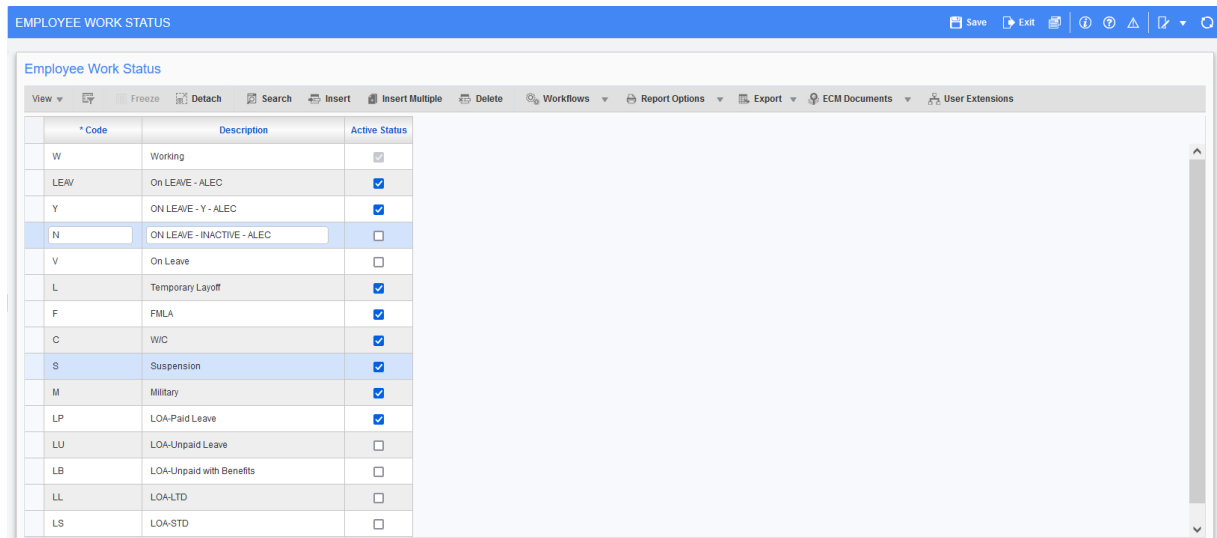 EMPLOYEE WORK STATUS Save Exit
Employee Work Status
View Freeze Detach Search Insert Insert Multiple Delete Workflows Report Options Export ECM Documents User Extensions
* Code Description Active Status
W Working
LEAV On LEAVE - ALEC
Y ON LEAVE - Y - ALEC
N ON LEAVE - INACTIVE - ALEC
V On Leave
L Temporary Layoff
F FMLA
C W/C
S Suspension
M Military
LP LOA-Paid Leave
LU LOA-Unpaid Leave
LB LOA-Unpaid with Benefits
LL LOA-LTD
LS LOA-STD